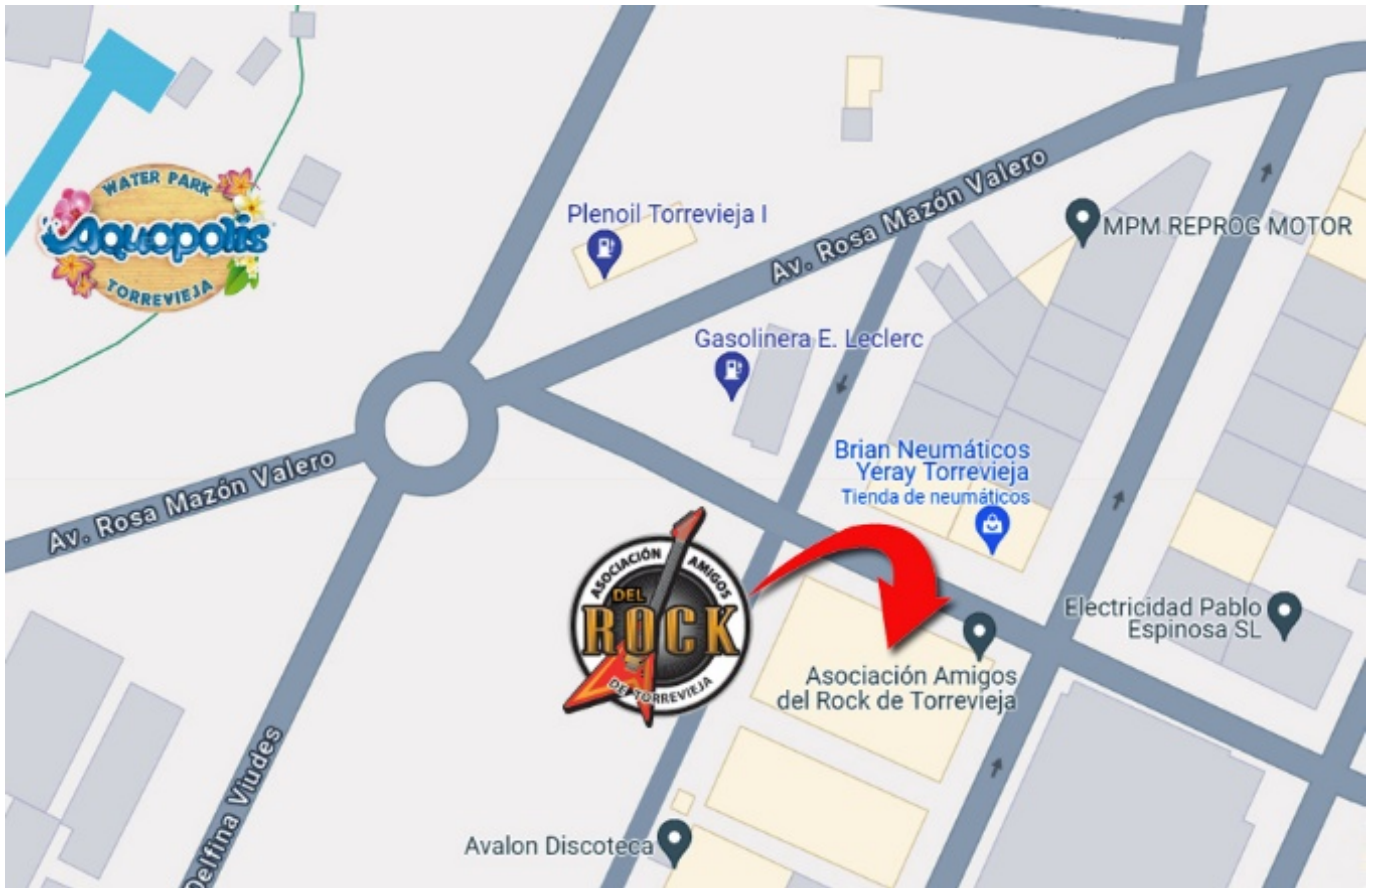 WATER PARK
Aquopolis
TORREVIEJA
Plenoil Torrevieja I
Av. Rosa Mazón Valero
MPM REPROG MOTOR
Gasolinera E. Leclerc
Brian Neumáticos
Yeray Torrevieja
Tienda de neumáticos
Av. Rosa Mazón Valero
ASOCIACIÓN AMIGOS
DEL
ROCK
DE TORREVIEJA
Electricidad Pablo
Espinosa SL
Asociación Amigos
del Rock de Torrevieja
Delfina Viudes
Avalon Discoteca